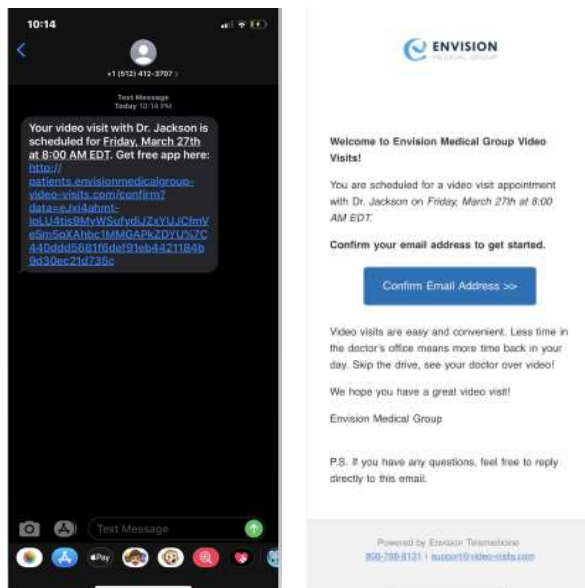 10:14
+1 (512) 412-3707 >
Text Message
Today 10:14 PM
Your video visit with Dr. Jackson is
scheduled for Friday, March 27th
at 8:00 AM EDT. Get free app here:
http://
patients.envisionmedicalgroup-
video-visits.com/confirm?
Text Message
Pay
ENVISION
MEDICAL GROUP
Welcome to Envision Medical Group Video
Visits!
You are scheduled for a video visit appointment
with Dr. Jackson on Friday, March 27th at 8:00
AM EDT.
Confirm your email address to get started.
Confirm Email Address >>
Video visits are easy and convenient. Less time in
the doctor's office means more time back in your
day. Skip the drive, see your doctor over video!
We hope you have a great video visit!
Envision Medical Group
P.S. If you have any questions, feel free to reply
directly to this email.
Powered by Envision Telemedicine
| support@video-visits.com